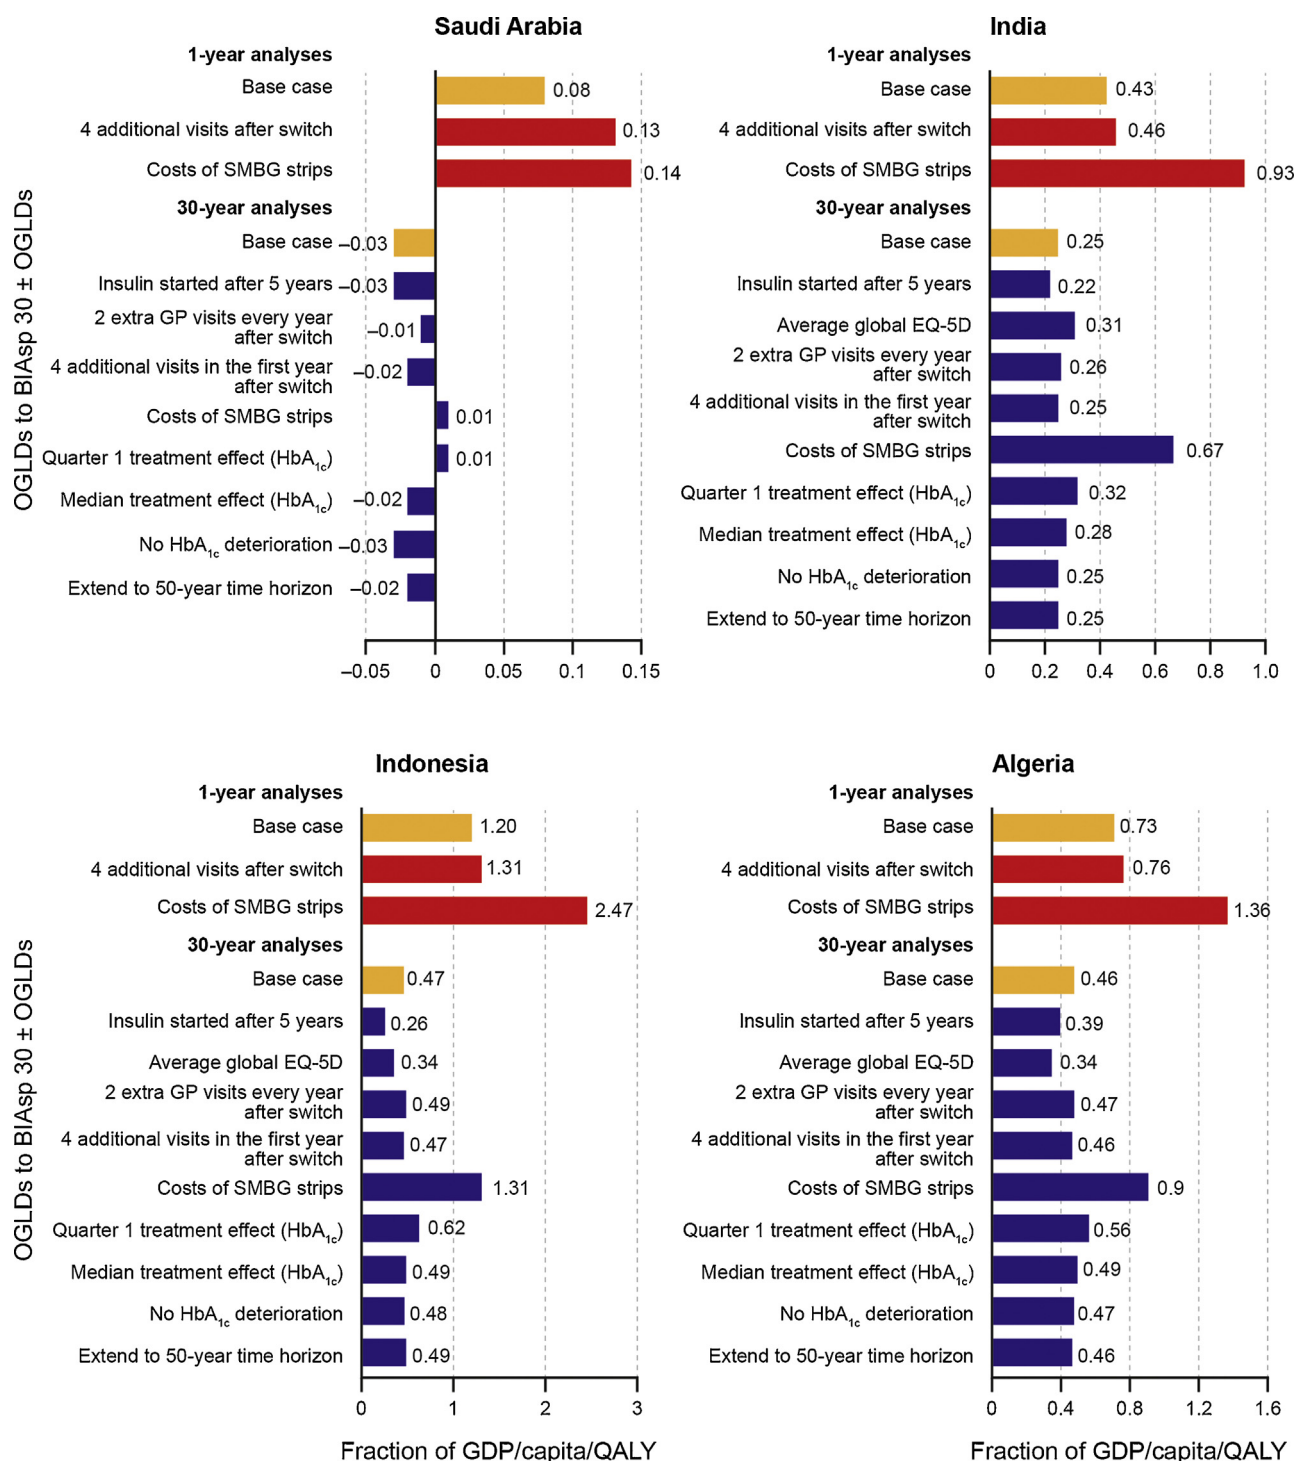 Saudi Arabia
1-year analyses
Base case
0.08
4 additional visits after switch
0.13
Costs of SMBG strips
0.14
30-year analyses
Base case
–0.03
Insulin started after 5 years
–0.03
2 extra GP visits every year
after switch
–0.01
4 additional visits in the first year
after switch
–0.02
Costs of SMBG strips
0.01
Quarter 1 treatment effect (HbA1c)
0.01
Median treatment effect (HbA1c)
–0.02
No HbA1c deterioration
–0.03
Extend to 50-year time horizon
–0.02
–0.05 0 0.05 0.1 0.15
OGLDs to BIAsp 30 ± OGLDs
India
1-year analyses
Base case
0.43
4 additional visits after switch
0.46
Costs of SMBG strips
0.93
30-year analyses
Base case
0.25
Insulin started after 5 years
0.22
Average global EQ-5D
0.31
2 extra GP visits every year
after switch
0.26
4 additional visits in the first year
after switch
0.25
Costs of SMBG strips
0.67
Quarter 1 treatment effect (HbA1c)
0.32
Median treatment effect (HbA1c)
0.28
No HbA1c deterioration
0.25
Extend to 50-year time horizon
0.25
0 0.2 0.4 0.6 0.8 1.0
Indonesia
1-year analyses
Base case
1.20
4 additional visits after switch
1.31
Costs of SMBG strips
2.47
30-year analyses
Base case
0.47
Insulin started after 5 years
0.26
Average global EQ-5D
0.34
2 extra GP visits every year
after switch
0.49
4 additional visits in the first year
after switch
0.47
Costs of SMBG strips
1.31
Quarter 1 treatment effect (HbA1c)
0.62
Median treatment effect (HbA1c)
0.49
No HbA1c deterioration
0.48
Extend to 50-year time horizon
0.49
0 1 2 3
Fraction of GDP/capita/QALY
OGLDs to BIAsp 30 ± OGLDs
Algeria
1-year analyses
Base case
0.73
4 additional visits after switch
0.76
Costs of SMBG strips
1.36
30-year analyses
Base case
0.46
Insulin started after 5 years
0.39
Average global EQ-5D
0.34
2 extra GP visits every year
after switch
0.47
4 additional visits in the first year
after switch
0.46
Costs of SMBG strips
0.9
Quarter 1 treatment effect (HbA1c)
0.56
Median treatment effect (HbA1c)
0.49
No HbA1c deterioration
0.47
Extend to 50-year time horizon
0.46
0 0.4 0.8 1.2 1.6
Fraction of GDP/capita/QALY